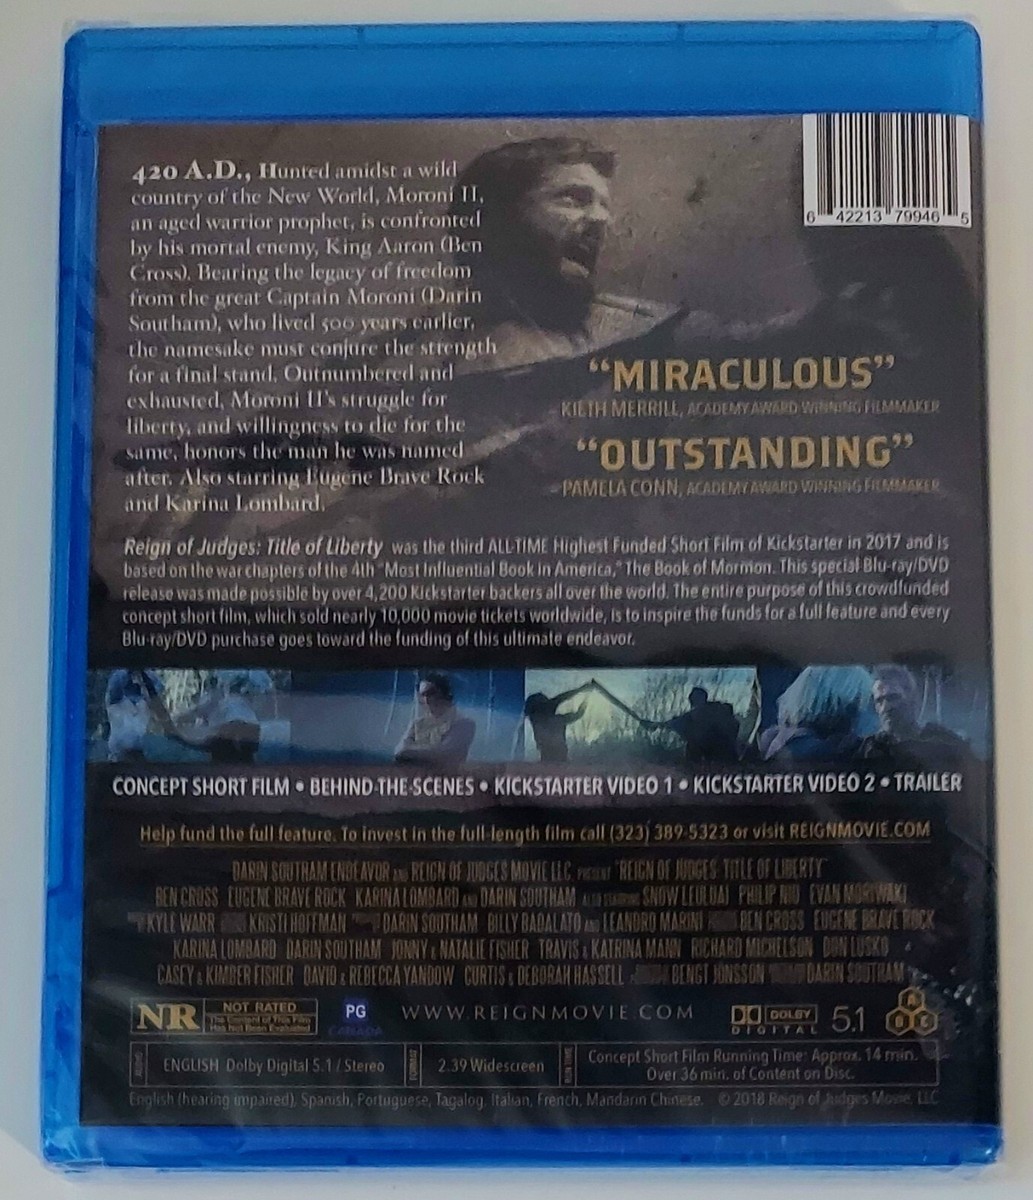 420 A.D., Hunted amidst a wild
country of the New World, Moroni II,
an aged warrior prophet, is confronted
by his mortal enemy, King Aaron (Ben
Cross). Bearing the legacy of freedom
from the great Captain Moroni (Darin
Southam), who lived 500 years earlier,
the namesake must conjure the strength
for a final stand. Outnumbered and
exhausted, Moroni II's struggle for
liberty, and willingness to die for the
same, honors the man he was named
after. Also starring Eugene Brave Rock
and Karina Lombard.
6 42213 79946 5
"MIRACULOUS"
KIETH MERRILL, ACADEMY AWARD WINNING FILMMAKER
"OUTSTANDING"
PAMELA CONN, ACADEMY AWARD WINNING FILMMAKER
Reign of Judges: Title of Liberty was the third ALL-TIME Highest Funded Short Film of Kickstarter in 2017 and is
based on the war chapters of the 4th "Most Influential Book in America," The Book of Mormon. This special Blu-ray/DVD
release was made possible by over 4,200 Kickstarter backers all over the world. The entire purpose of this crowdfunded
concept short film, which sold nearly 10,000 movie tickets worldwide, is to inspire the funds for a full feature and every
Blu-ray/DVD purchase goes toward the funding of this ultimate endeavor.
CONCEPT SHORT FILM • BEHIND-THE-SCENES • KICKSTARTER VIDEO 1 • KICKSTARTER VIDEO 2 • TRAILER
Help fund the full feature. To invest in the full-length film call (323) 389-5323 or visit REIGNMOVIE.COM
DARIN SOUTHAM ENDEAVOR AND REIGN OF JUDGES MOVIE LLC PRESENT "REIGN OF JUDGES: TITLE OF LIBERTY"
BEN CROSS EUGENE BRAVE ROCK KARINA LOMBARD AND DARIN SOUTHAM ALSO STARRING SNOW LEULUAI PHILIP NIU EVAN MORIWAKI
KYLE WARR KRISTI HOFFMAN DARIN SOUTHAM BILLY BABALATO AND LEANDRO MARINI BEN CROSS EUGENE BRAVE ROCK
KARINA LOMBARD DARIN SOUTHAM JONNY & NATALIE FISHER TRAVIS & KATRINA MANN RICHARD MICHELSON DON LUSKO
CASEY & KIMBER FISHER DAVID & REBECCA YANDOW CURTIS & DEBORAH HASSELL BENGT JONSSON DARIN SOUTHAM
NR NOT RATED
The Content of This Film
Has Not Been Evaluated
PG
CANADA
WWW.REIGNMOVIE.COM
DOLBY
DIGITAL
5.1
A B C
AUDIO ENGLISH Dolby Digital 5.1 / Stereo
FORMAT 2.39 Widescreen
RUN TIME Concept Short Film Running Time: Approx. 14 min.
Over 36 min. of Content on Disc.
English (hearing impaired), Spanish, Portuguese, Tagalog, Italian, French, Mandarin Chinese. © 2018 Reign of Judges Movie, LLC